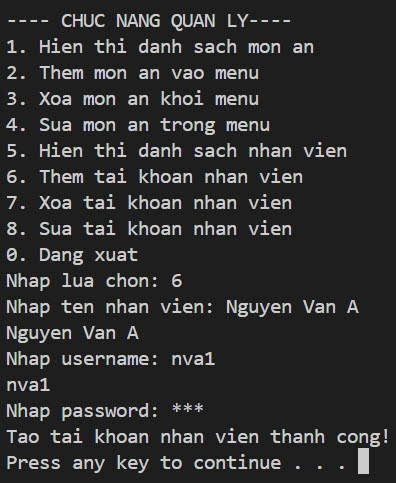 ---- CHUC NANG QUAN LY----
1. Hien thi danh sach mon an
2. Them mon an vao menu
3. Xoa mon an khoi menu
4. Sua mon an trong menu
5. Hien thi danh sach nhan vien
6. Them tai khoan nhan vien
7. Xoa tai khoan nhan vien
8. Sua tai khoan nhan vien
0. Dang xuat
Nhap lua chon: 6
Nhap ten nhan vien: Nguyen Van A
Nguyen Van A
Nhap username: nva1
nva1
Nhap password: ***
Tao tai khoan nhan vien thanh cong!
Press any key to continue . . .